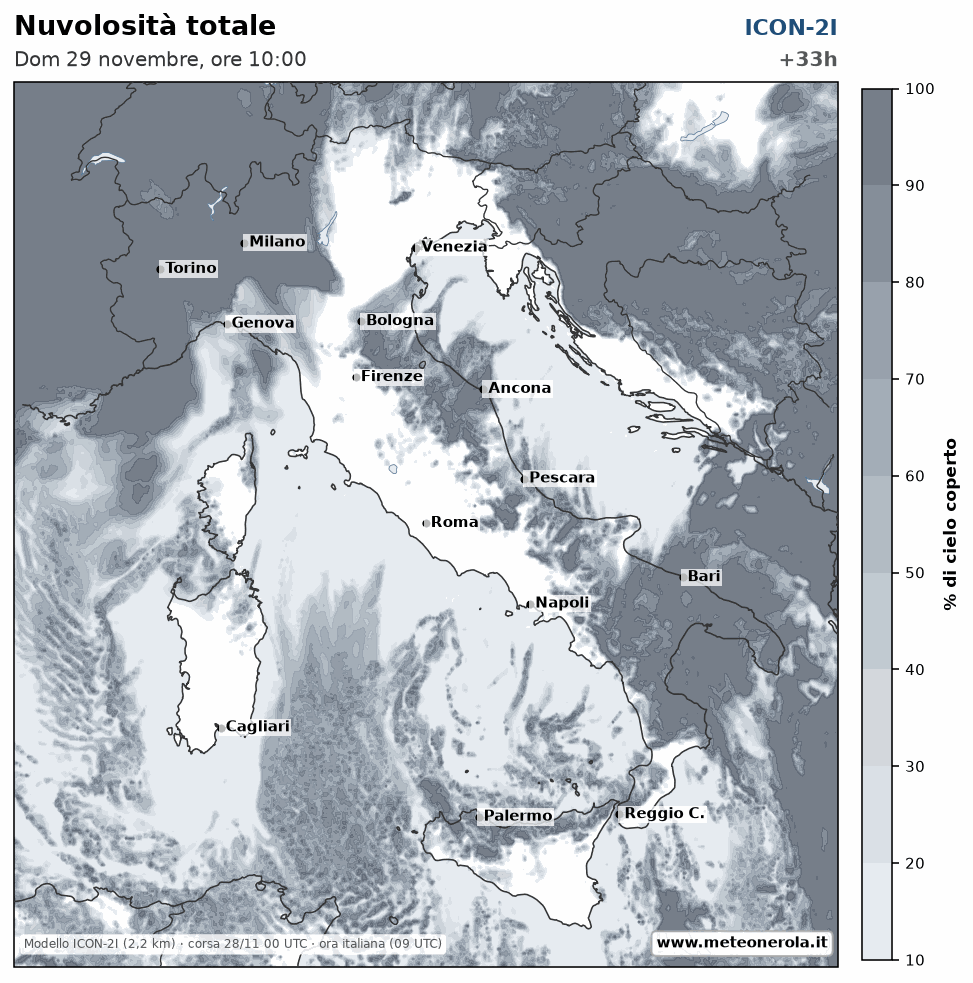 Nuvolosità totale
ICON-2I
Dom 29 novembre, ore 10:00
+33h
100
90
80
70
60
50
40
30
20
10
% di cielo coperto
Milano
Venezia
Torino
Genova
Bologna
Firenze
Ancona
Pescara
Roma
Bari
Napoli
Cagliari
Palermo
Reggio C.
Modello ICON-2I (2,2 km) · corsa 28/11 00 UTC · ora italiana (09 UTC)
www.meteonerola.it